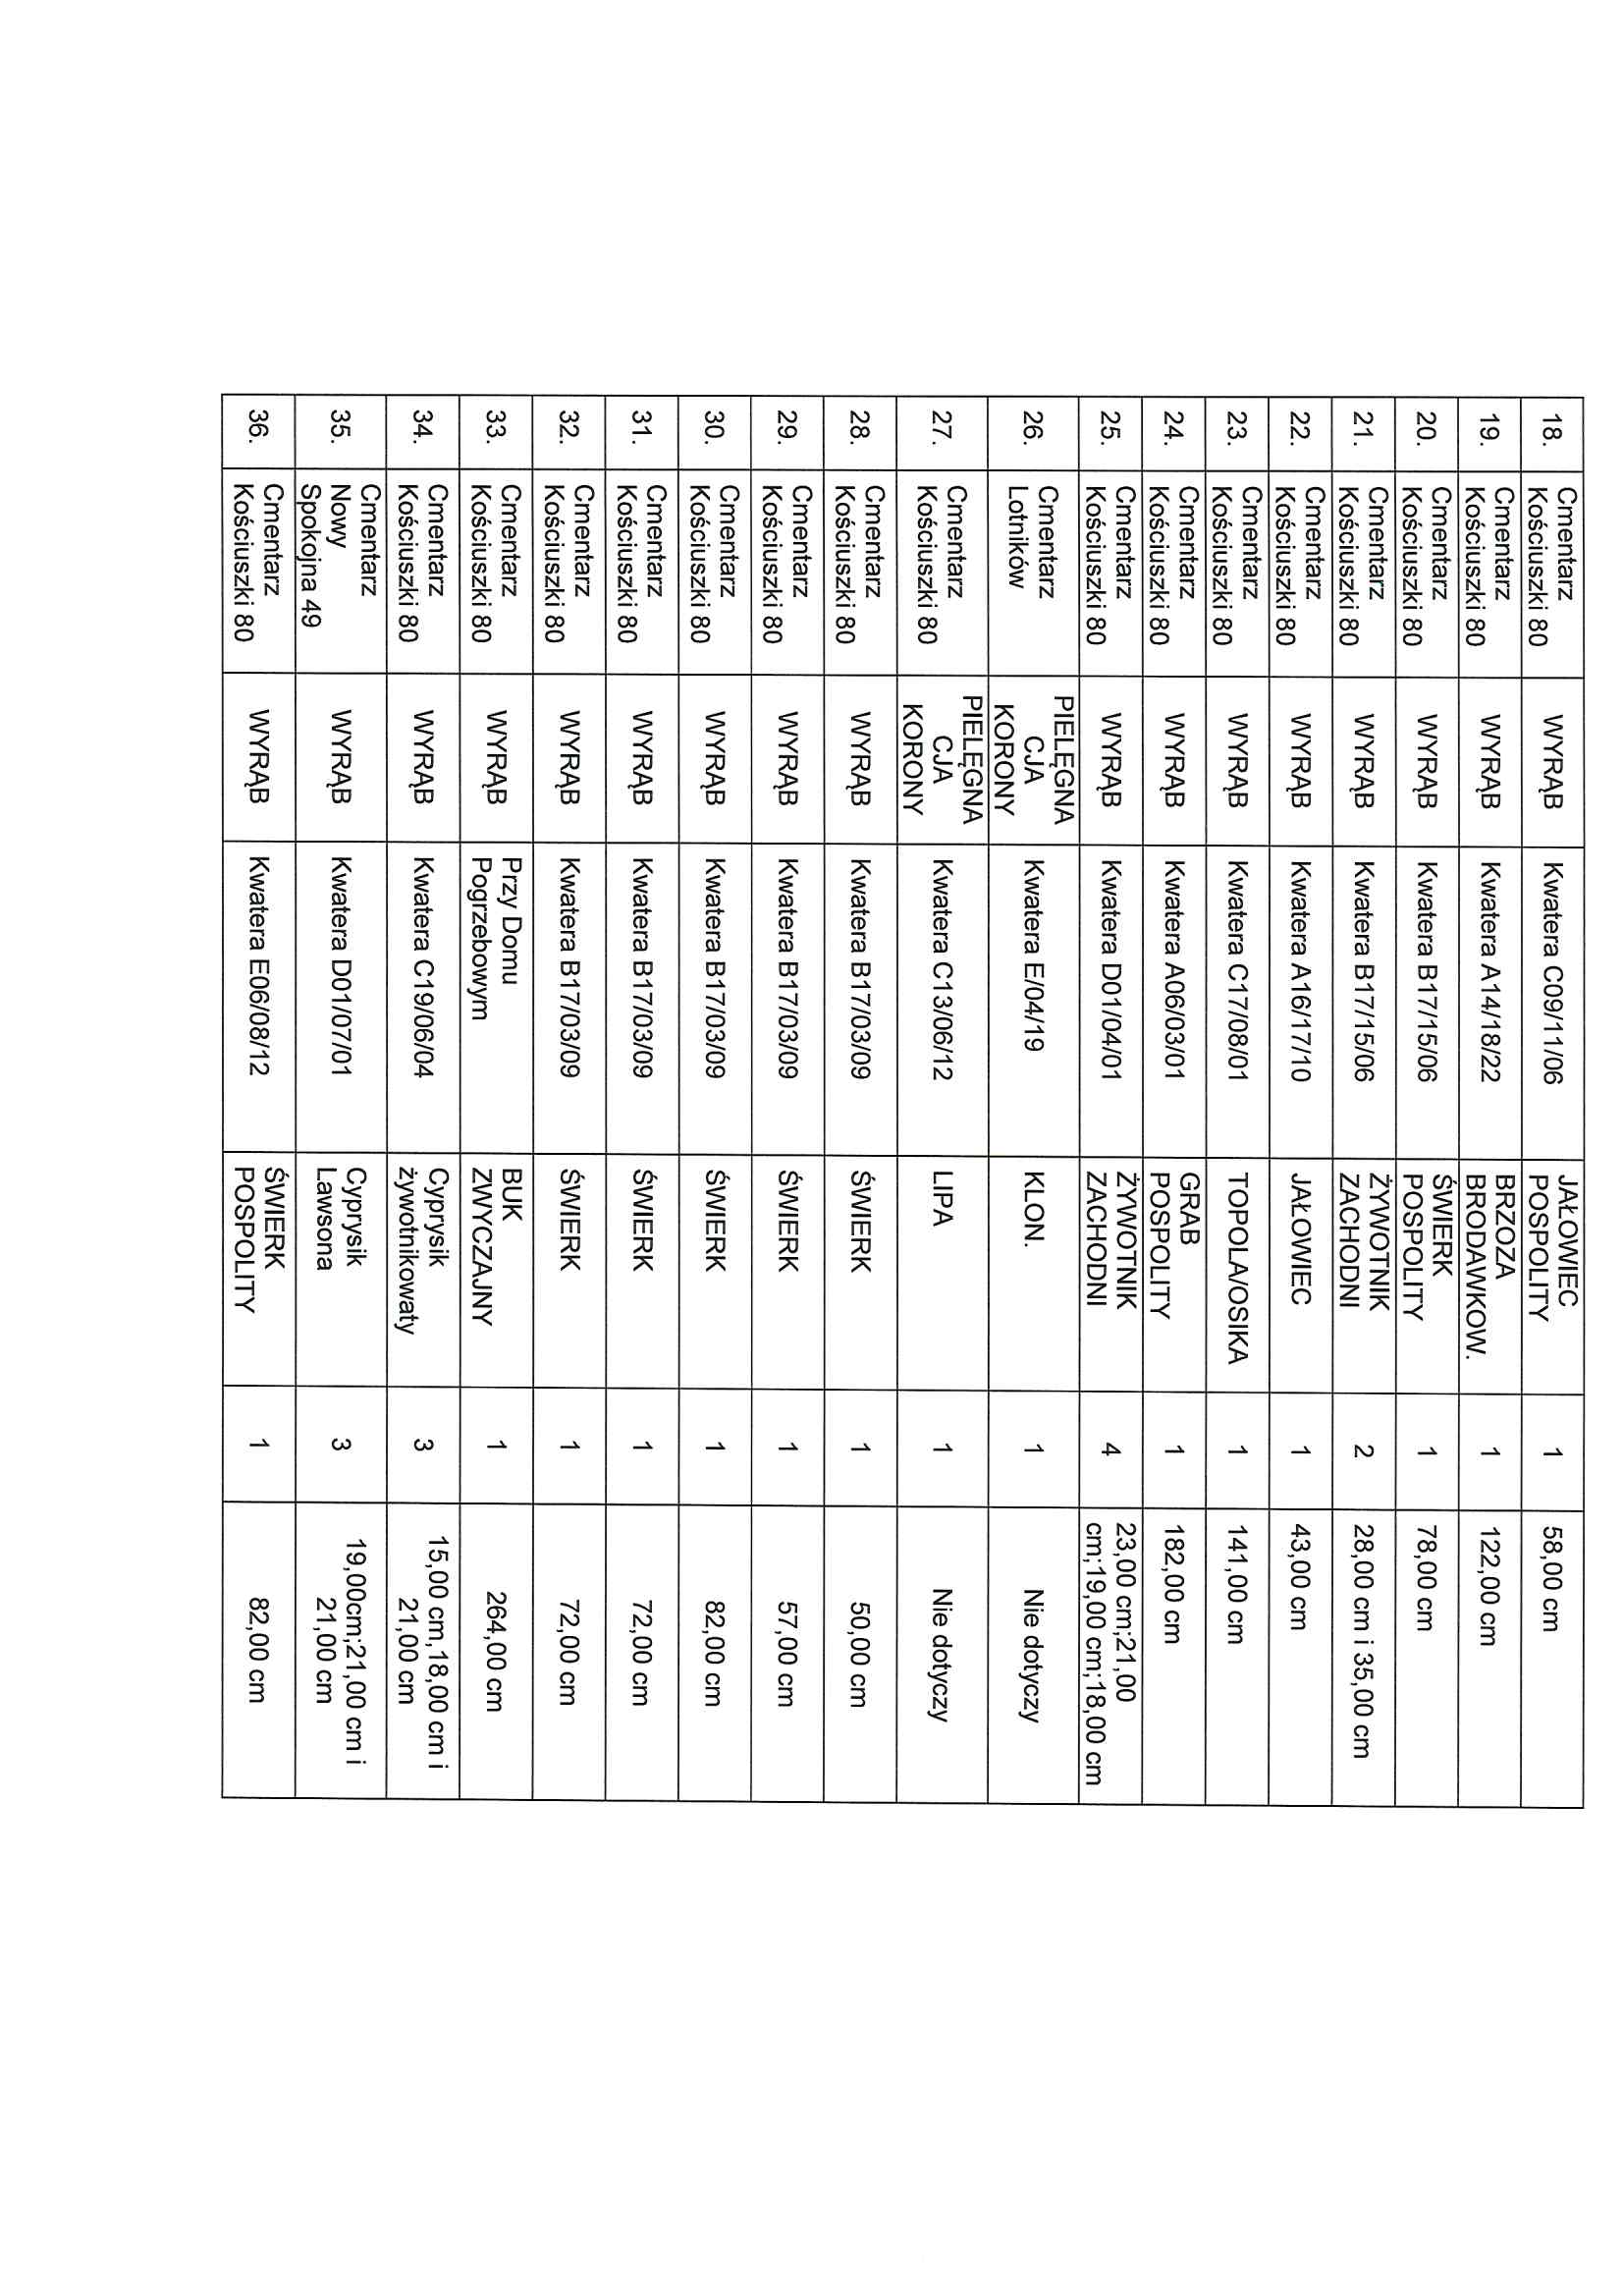 18. Cmentarz Kościuszki 80 WYRĄB Kwatera C09/11/06 JAŁOWIEC POSPOLITY 1 58,00 cm
19. Cmentarz Kościuszki 80 WYRĄB Kwatera A14/18/22 BRZOZA BRODAWKOW. 1 122,00 cm
20. Cmentarz Kościuszki 80 WYRĄB Kwatera B17/15/06 ŚWIERK POSPOLITY 1 78,00 cm
21. Cmentarz Kościuszki 80 WYRĄB Kwatera B17/15/06 ŻYWOTNIK ZACHODNI 2 28,00 cm i 35,00 cm
22. Cmentarz Kościuszki 80 WYRĄB Kwatera A16/17/10 JAŁOWIEC 1 43,00 cm
23. Cmentarz Kościuszki 80 WYRĄB Kwatera C17/08/01 TOPOLA/OSIKA 1 141,00 cm
24. Cmentarz Kościuszki 80 WYRĄB Kwatera A06/03/01 GRAB POSPOLITY 1 182,00 cm
25. Cmentarz Kościuszki 80 WYRĄB Kwatera D01/04/01 ŻYWOTNIK ZACHODNI 4 23,00 cm;21,00 cm;19,00 cm;18,00 cm
26. Cmentarz Lotników PIELĘGNA CJA KORONY Kwatera E/04/19 KLON. 1 Nie dotyczy
27. Cmentarz Kościuszki 80 PIELĘGNA CJA KORONY Kwatera C13/06/12 LIPA 1 Nie dotyczy
28. Cmentarz Kościuszki 80 WYRĄB Kwatera B17/03/09 ŚWIERK 1 50,00 cm
29. Cmentarz Kościuszki 80 WYRĄB Kwatera B17/03/09 ŚWIERK 1 57,00 cm
30. Cmentarz Kościuszki 80 WYRĄB Kwatera B17/03/09 ŚWIERK 1 82,00 cm
31. Cmentarz Kościuszki 80 WYRĄB Kwatera B17/03/09 ŚWIERK 1 72,00 cm
32. Cmentarz Kościuszki 80 WYRĄB Kwatera B17/03/09 ŚWIERK 1 72,00 cm
33. Cmentarz Kościuszki 80 WYRĄB Przy Domu Pogrzebowym BUK ZWYCZAJNY 1 264,00 cm
34. Cmentarz Kościuszki 80 WYRĄB Kwatera C19/06/04 Cyprysik żywotnikowaty 3 15,00 cm,18,00 cm i 21,00 cm
35. Cmentarz Nowy Spokojna 49 WYRĄB Kwatera D01/07/01 Cyprysik Lawsona 3 19,00cm;21,00 cm i 21,00 cm
36. Cmentarz Kościuszki 80 WYRĄB Kwatera E06/08/12 ŚWIERK POSPOLITY 1 82,00 cm